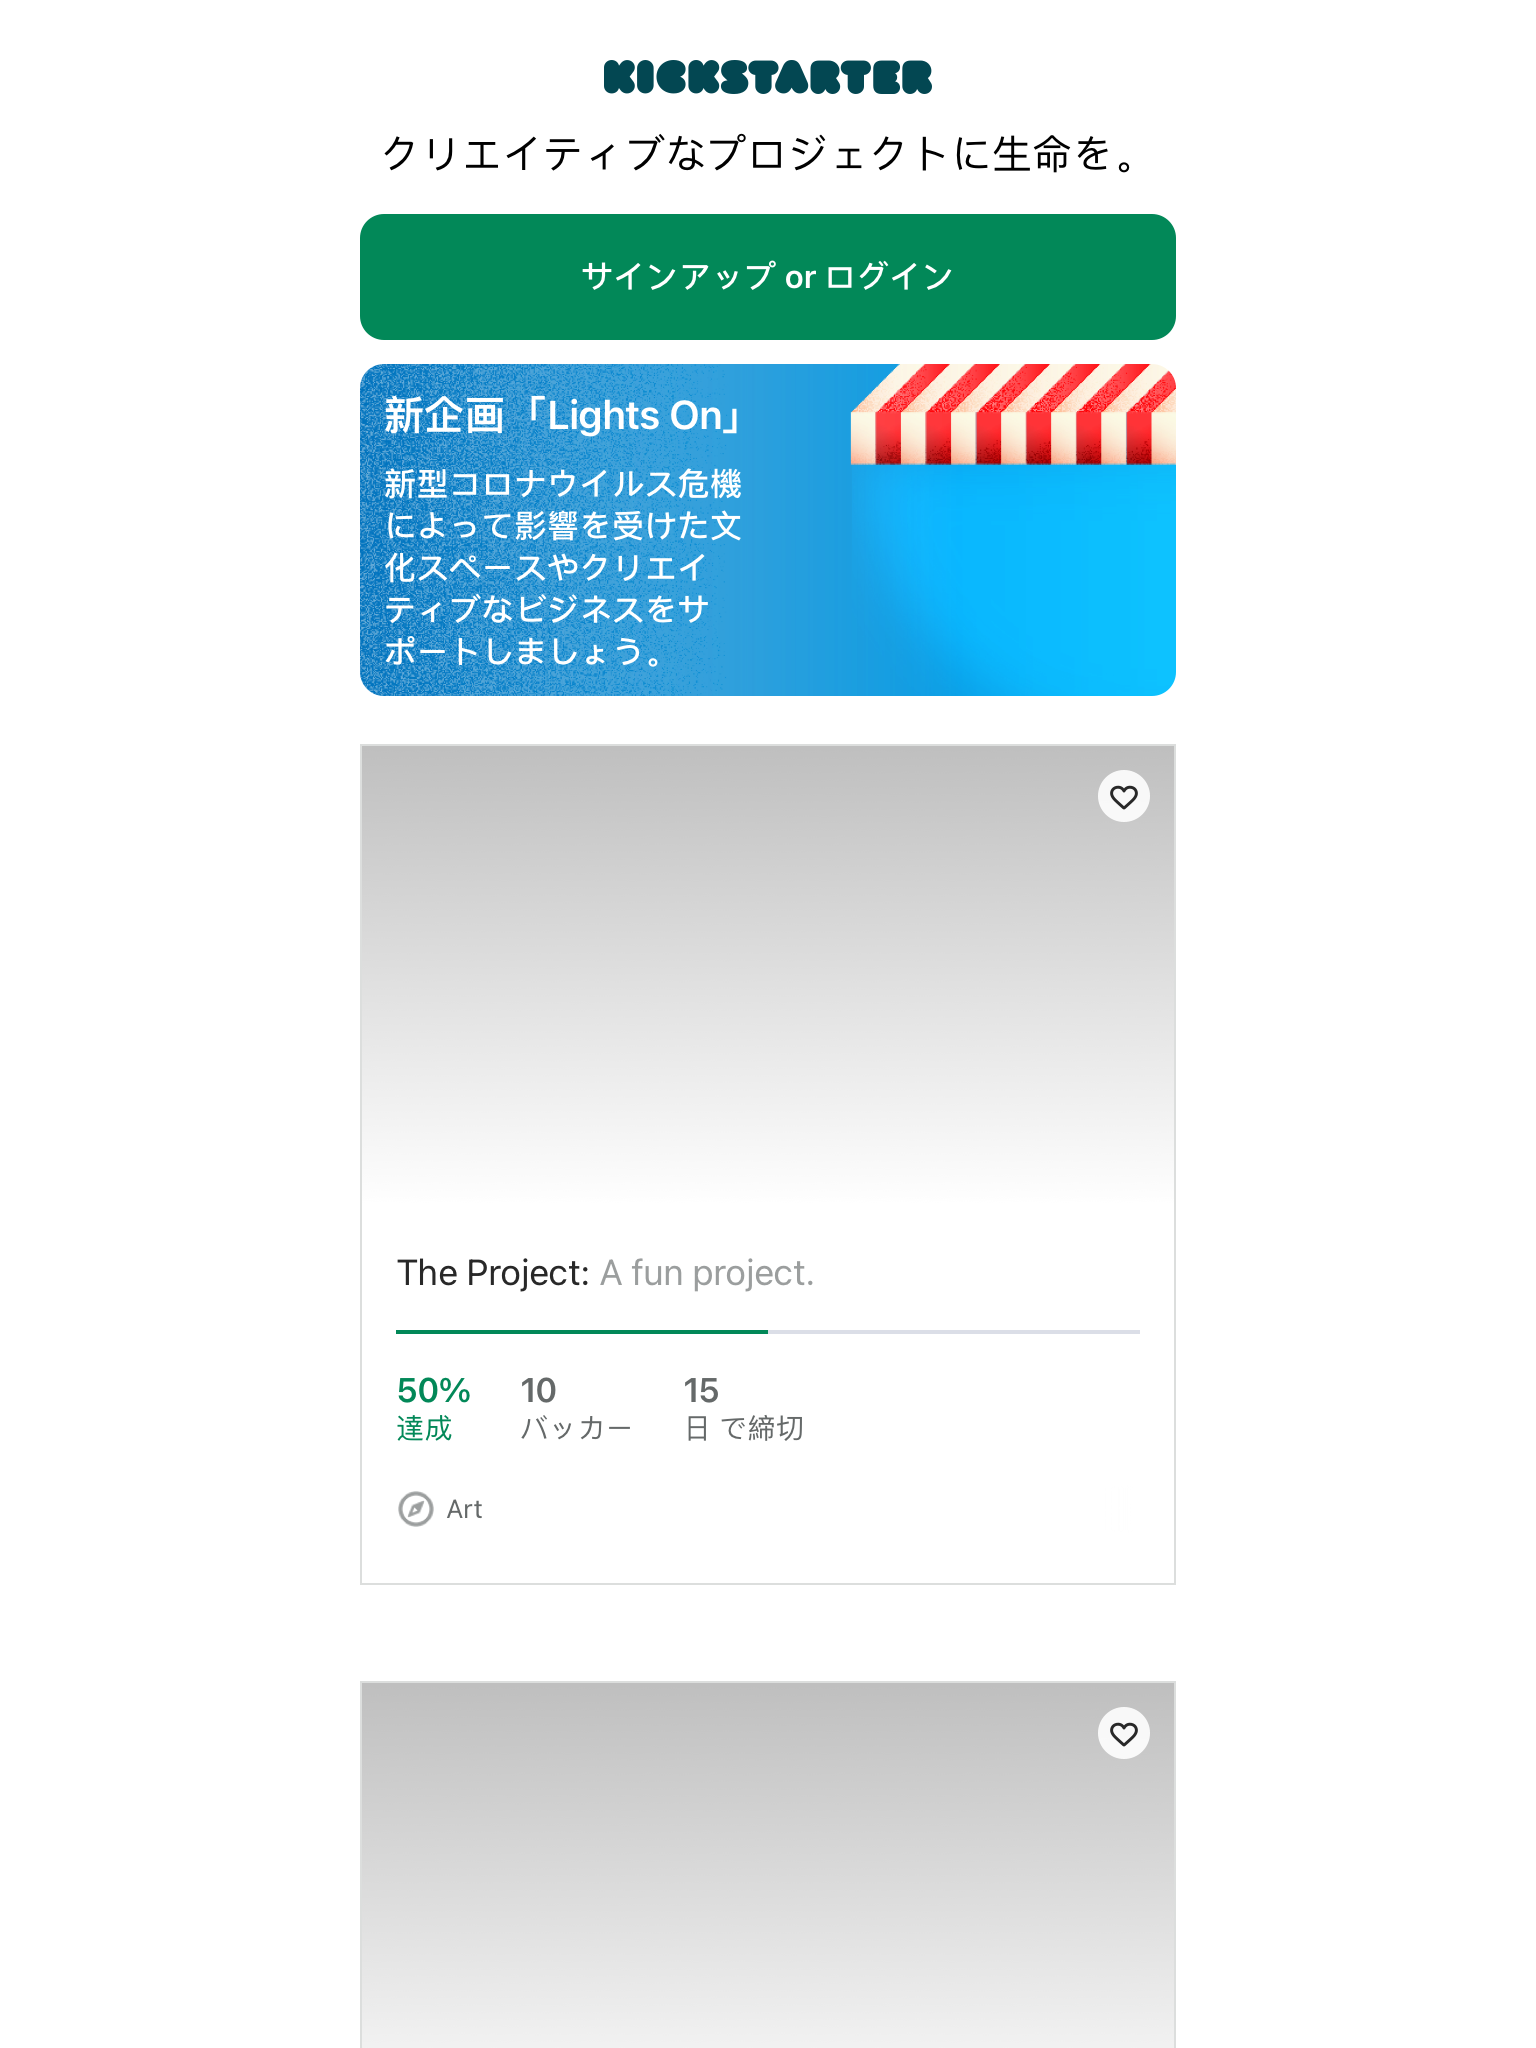 KICKSTARTER
クリエイティブなプロジェクトに生命を。
サインアップ or ログイン
新企画「Lights On」
新型コロナウイルス危機
によって影響を受けた文
化スペースやクリエイ
ティブなビジネスをサ
ポートしましょう。
The Project: A fun project.
50%
達成
10
バッカー
15
日 で締切
Art